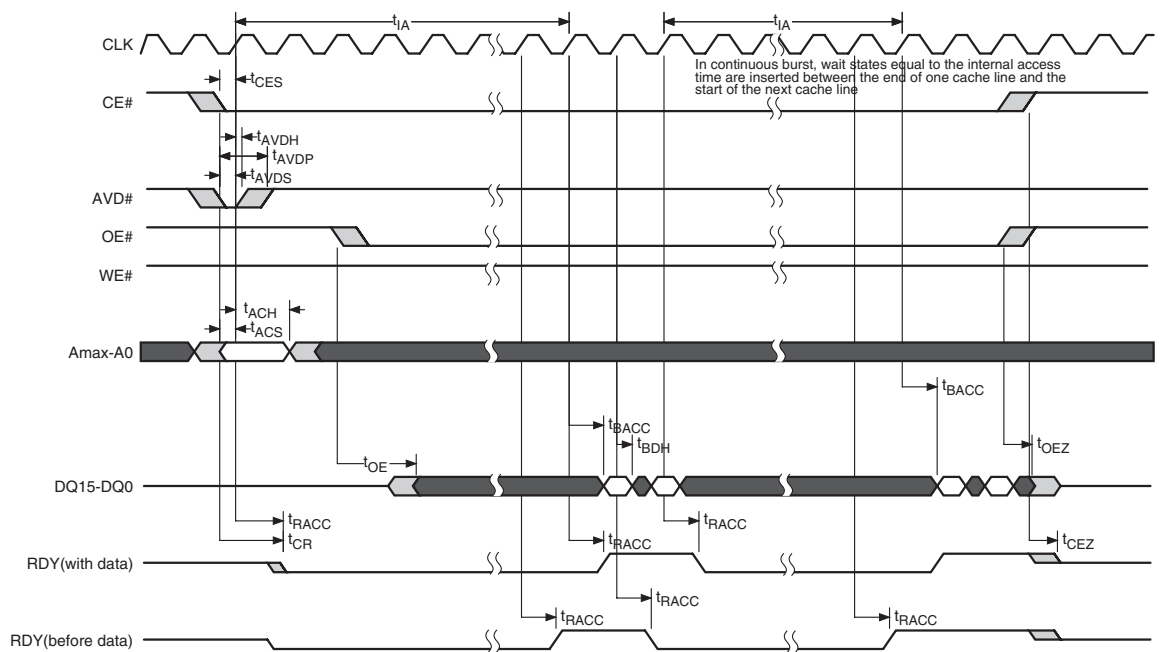 tIA
tIA
CLK
In continuous burst, wait states equal to the internal access
time are inserted between the end of one cache line and the
start of the next cache line
tCES
CE#
tAVDH
tAVDP
tAVDS
AVD#
OE#
WE#
tACH
tACS
Amax-A0
tBACC
tBACC
tBDH
tOEZ
tOE
DQ15-DQ0
tRACC
tRACC
tCR
tRACC
tCEZ
RDY(with data)
tRACC
tRACC
tRACC
RDY(before data)